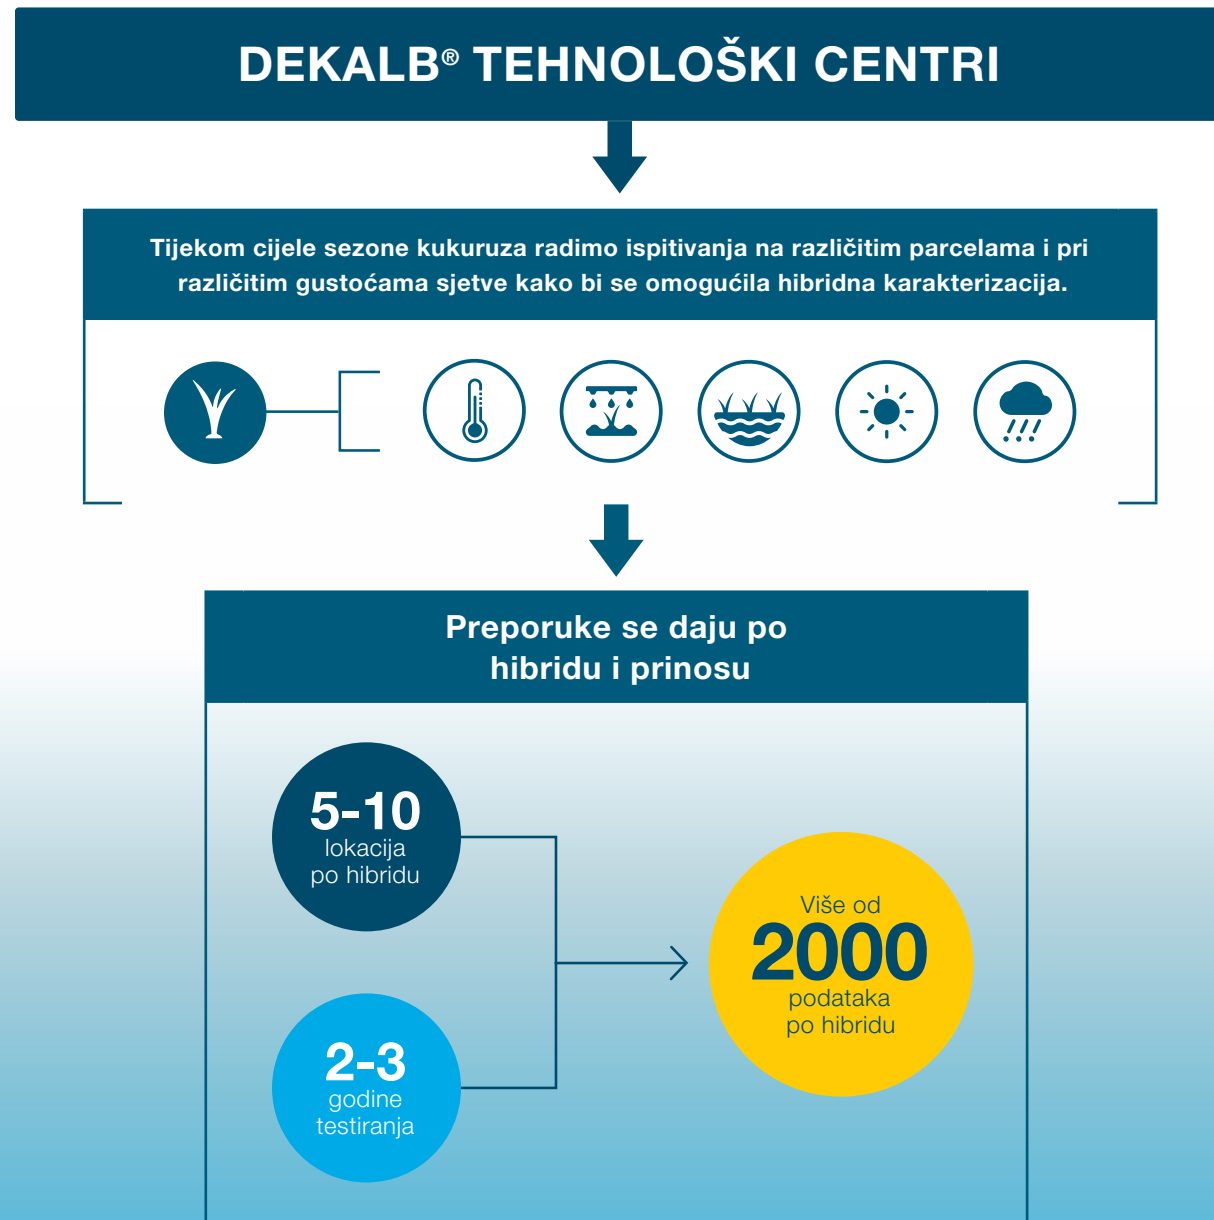 DEKALB® TEHNOLOŠKI CENTRI
Tijekom cijele sezone kukuruza radimo ispitivanja na različitim parcelama i pri
različitim gustoćama sjetve kako bi se omogućila hibridna karakterizacija.
Preporuke se daju po
hibridu i prinosu
5-10
lokacija
po hibridu
Više od
2000
podataka
po hibridu
2-3
godine
testiranja